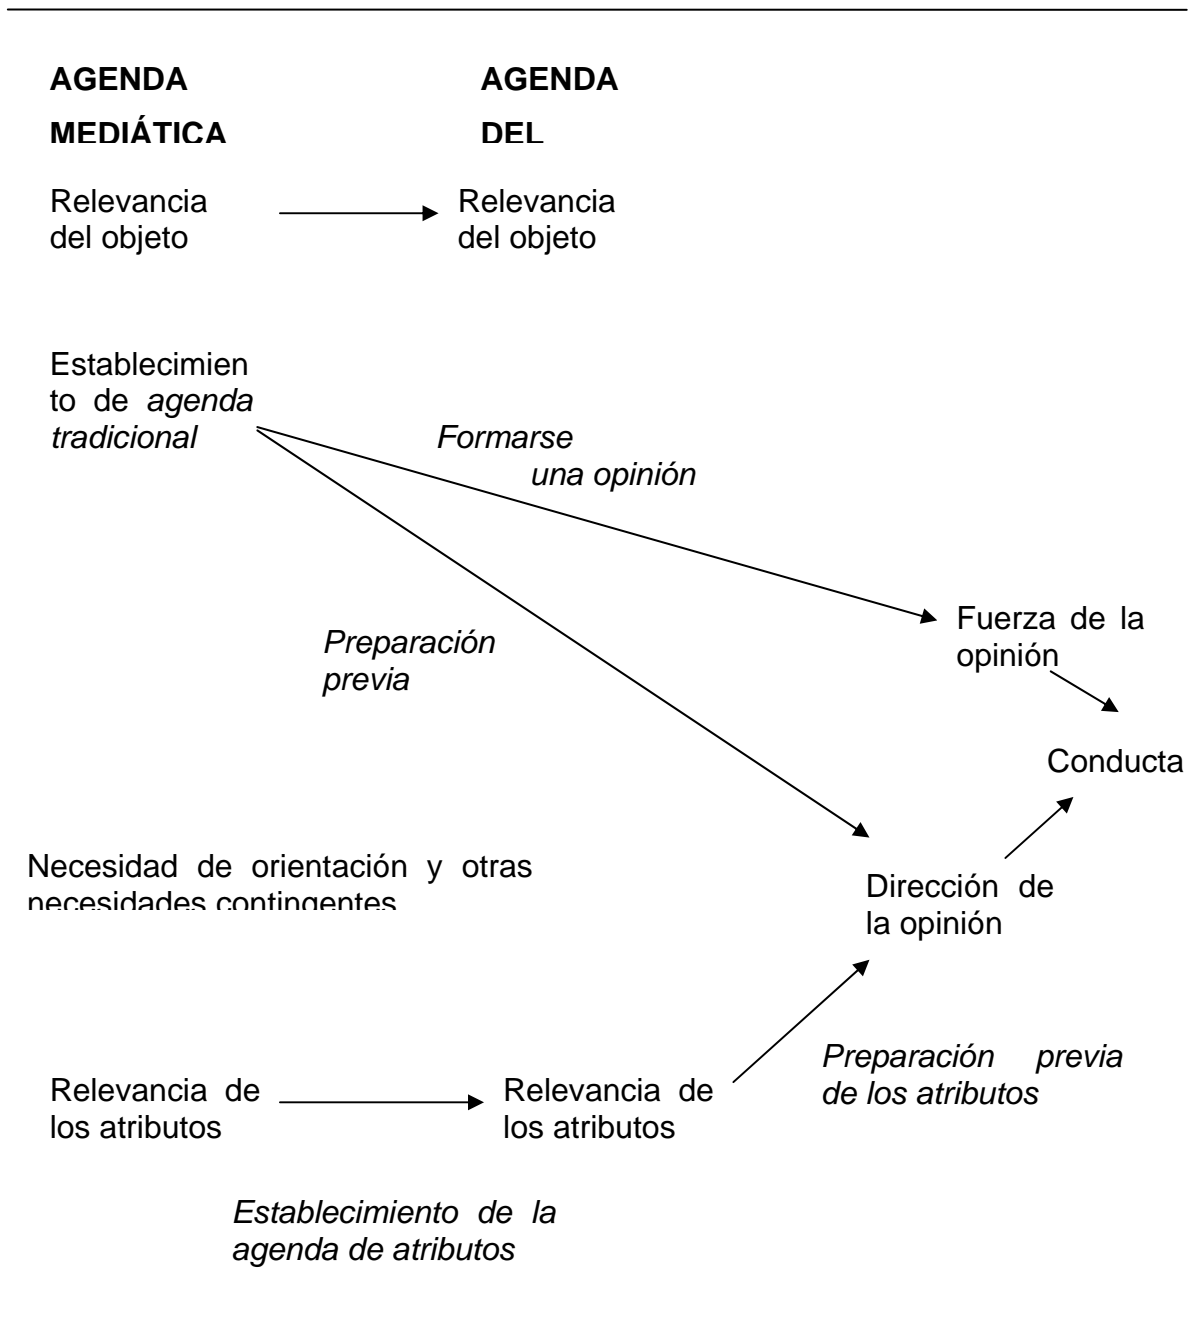 AGENDA
MEDIÁTICA
AGENDA
DEL
Relevancia
del objeto
Relevancia
del objeto
Establecimien
to de agenda
tradicional
Formarse
una opinión
Preparación
previa
Fuerza de la
opinión
Conducta
Necesidad de orientación y otras
necesidades contingentes
Dirección de
la opinión
Preparación previa
de los atributos
Relevancia de
los atributos
Relevancia de
los atributos
Establecimiento de la
agenda de atributos